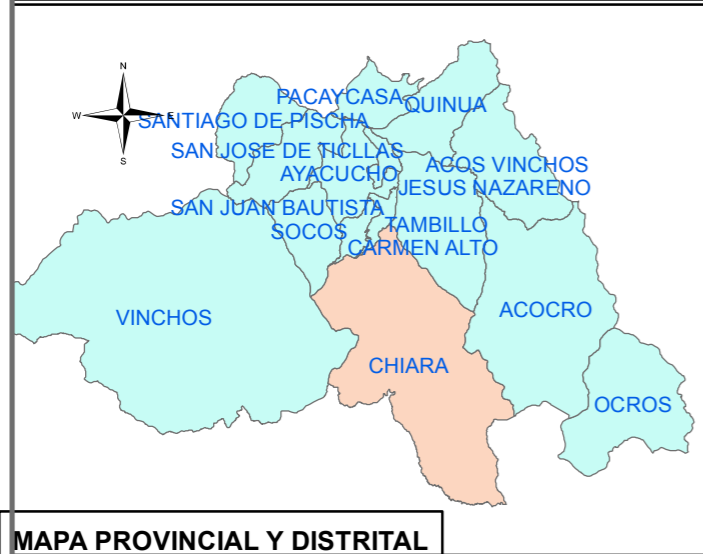 N
W
E
S
PACAYCASA
QUINUA
SANTIAGO DE PISCHA
SAN JOSE DE TICLLAS
ACOS VINCHOS
AYACUCHO
JESUS NAZARENO
SAN JUAN BAUTISTA
TAMBILLO
SOCOS
CARMEN ALTO
VINCHOS
ACOCRO
CHIARA
OCROS
MAPA PROVINCIAL Y DISTRITAL